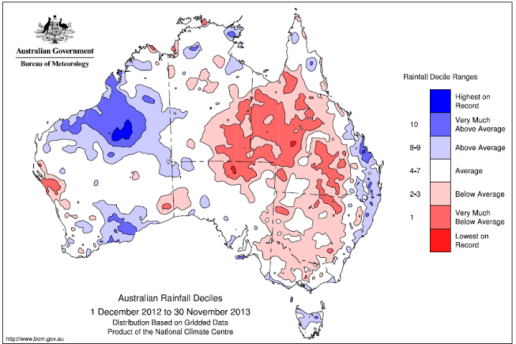 Australian Government
Bureau of Meteorology
Rainfall Decile Ranges
Highest on
Record
10
Very Much
Above Average
8-9
Above Average
4-7
Average
2-3
Below Average
1
Very Much
Below Average
Lowest on
Record
Australian Rainfall Deciles
1 December 2012 to 30 November 2013
Distribution Based on Gridded Data
Product of the National Climate Centre
http://www.bom.gov.au